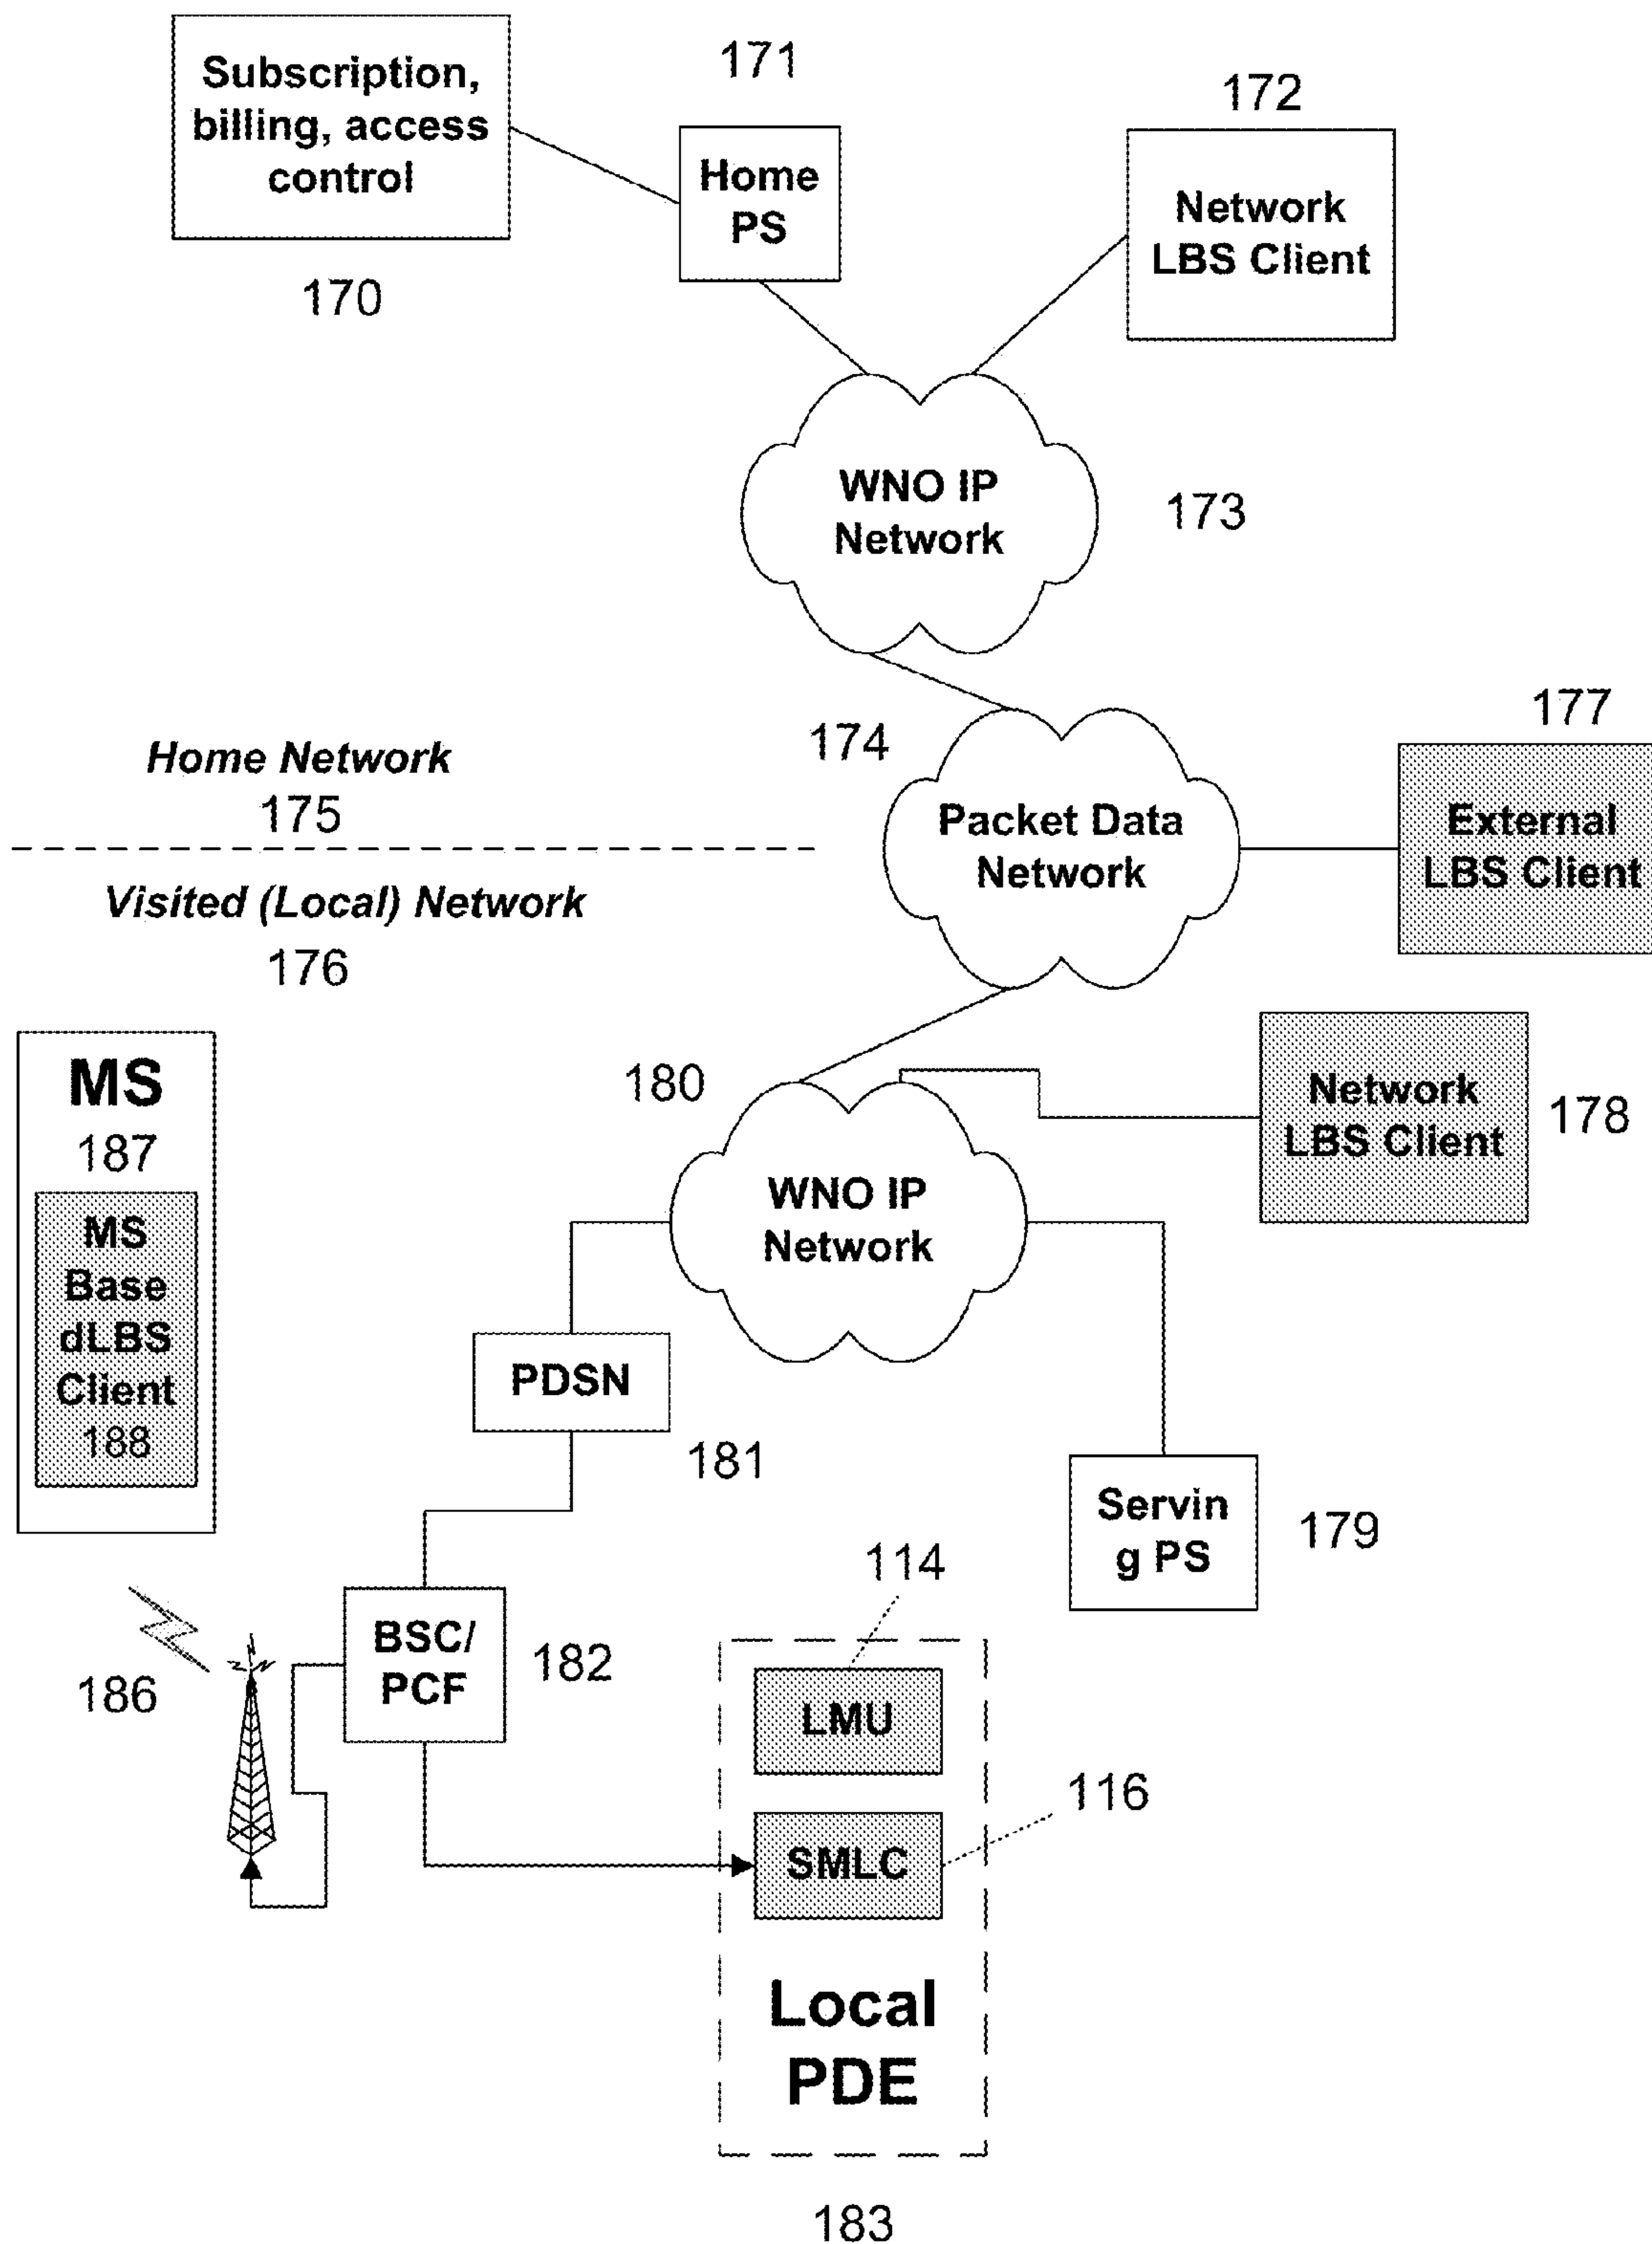 Subscription,
billing, access
control
170
171
Home
PS
172
Network
LBS Client
WNO IP
Network
173
174
Home Network
175
Packet Data
Network
177
External
LBS Client
Visited (Local) Network
176
MS
187
MS
Base
dLBS
Client
188
180
Network
LBS Client
178
WNO IP
Network
PDSN
181
Servin
g PS
179
114
BSC/
PCF
182
186
LMU
116
SMLC
Local
PDE
183